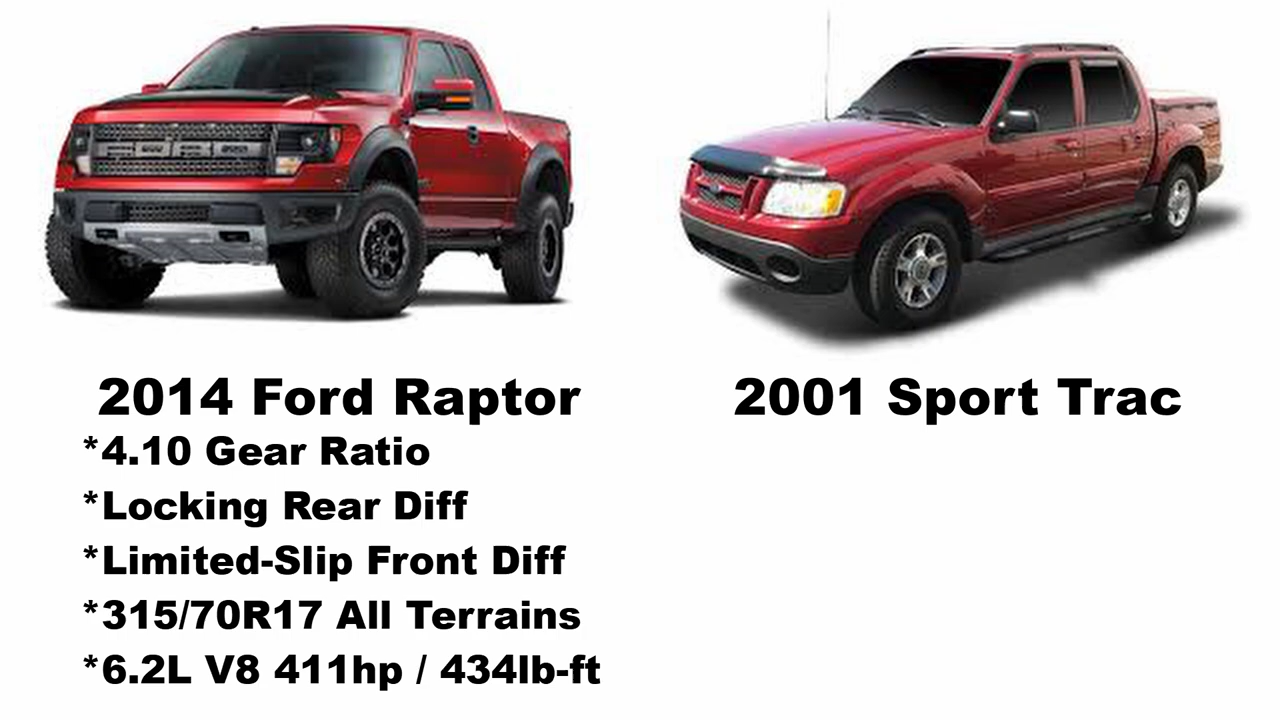 2014 Ford Raptor
*4.10 Gear Ratio
*Locking Rear Diff
*Limited-Slip Front Diff
*315/70R17 All Terrains
*6.2L V8 411hp / 434lb-ft
2001 Sport Trac